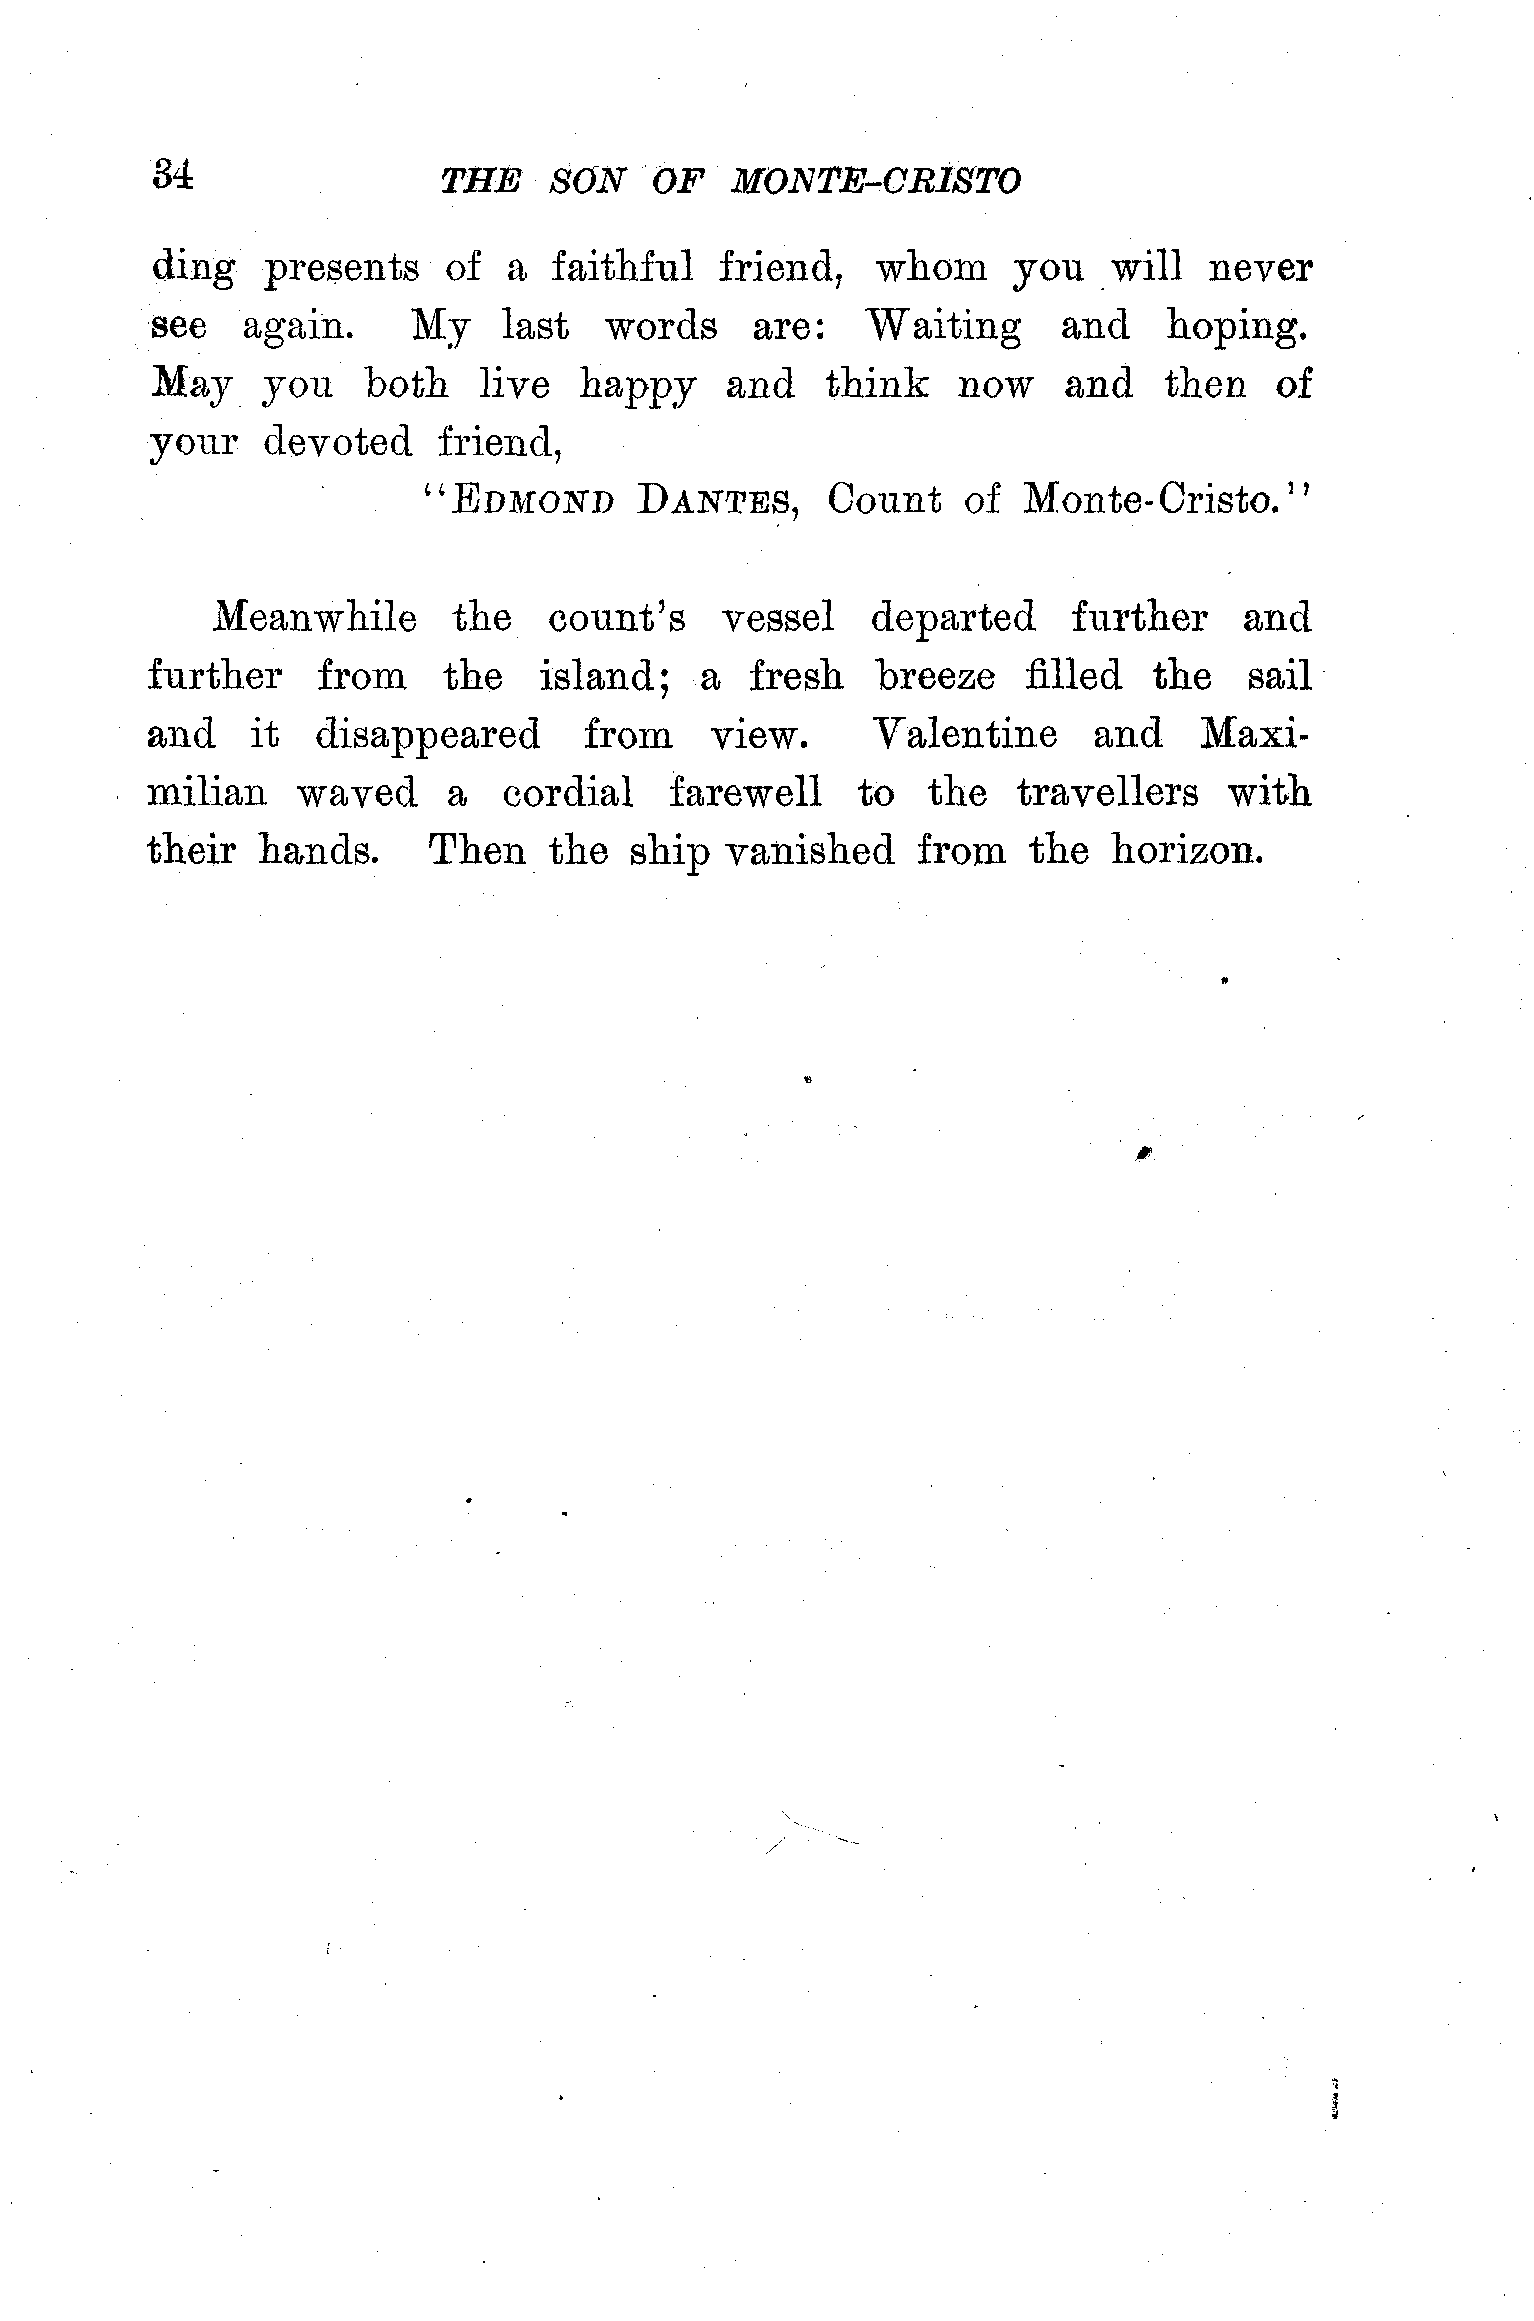 34 THE SON OF MONTE-CRISTO
ding presents of a faithful friend, whom you will never
see again. My last words are: Waiting and hoping.
May you both live happy and think now and then of
your devoted friend,
"EDMOND DANTES, Count of Monte-Cristo."
Meanwhile the count's vessel departed further and
further from the island; a fresh breeze filled the sail
and it disappeared from view. Valentine and Maxi-
milian waved a cordial farewell to the travellers with
their hands. Then the ship vanished from the horizon.